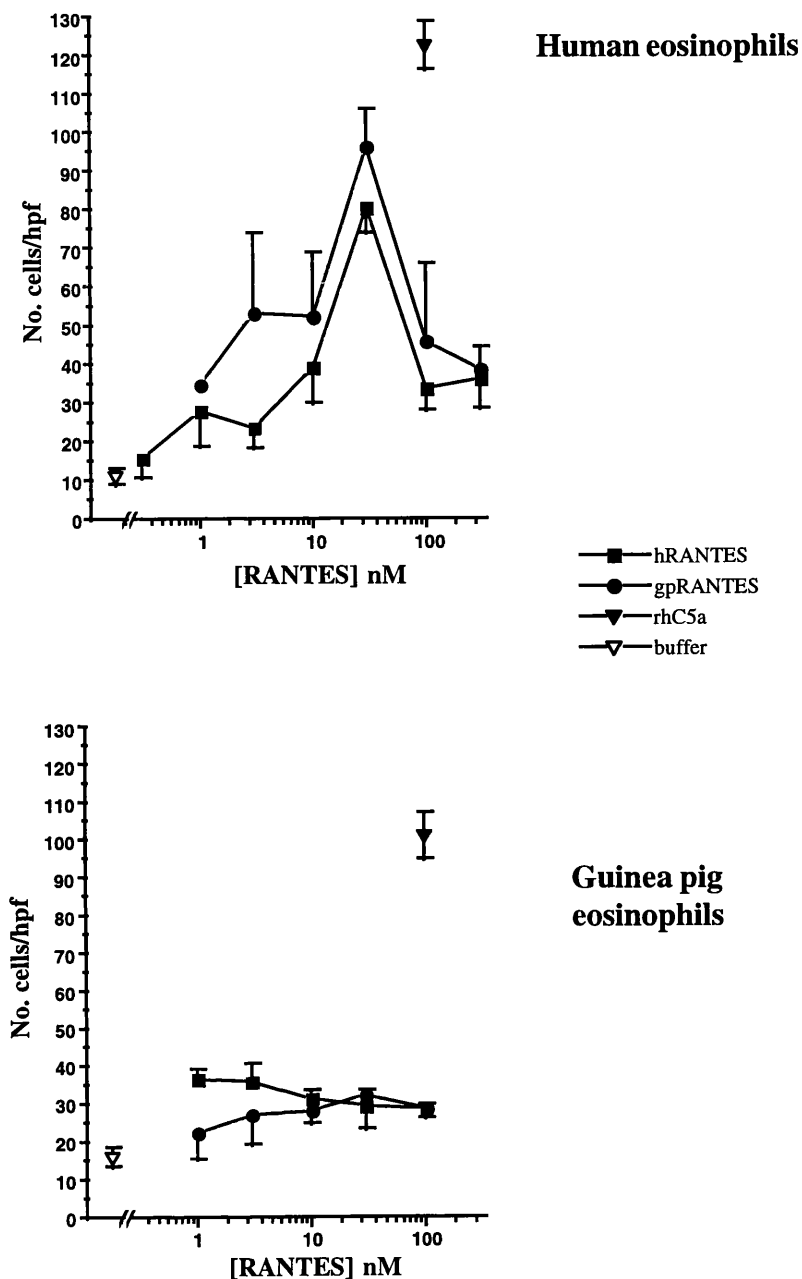 Human eosinophils
No. cells/hpf
130
120
110
100
90
80
70
60
50
40
30
20
10
0
1 10 100
[RANTES] nM
hRANTES
gpRANTES
rhC5a
buffer
Guinea pig
eosinophils
No. cells/hpf
130
120
110
100
90
80
70
60
50
40
30
20
10
0
1 10 100
[RANTES] nM